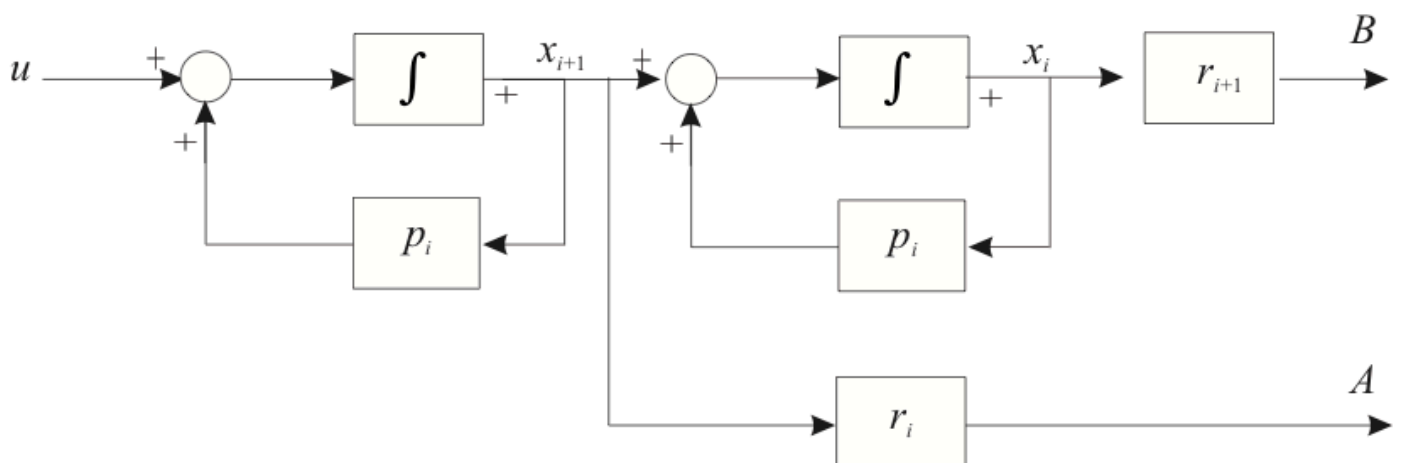 u + ∫ + x_{i+1} + ∫ + x_i r_{i+1} B
+ +
p_i p_i
r_i A